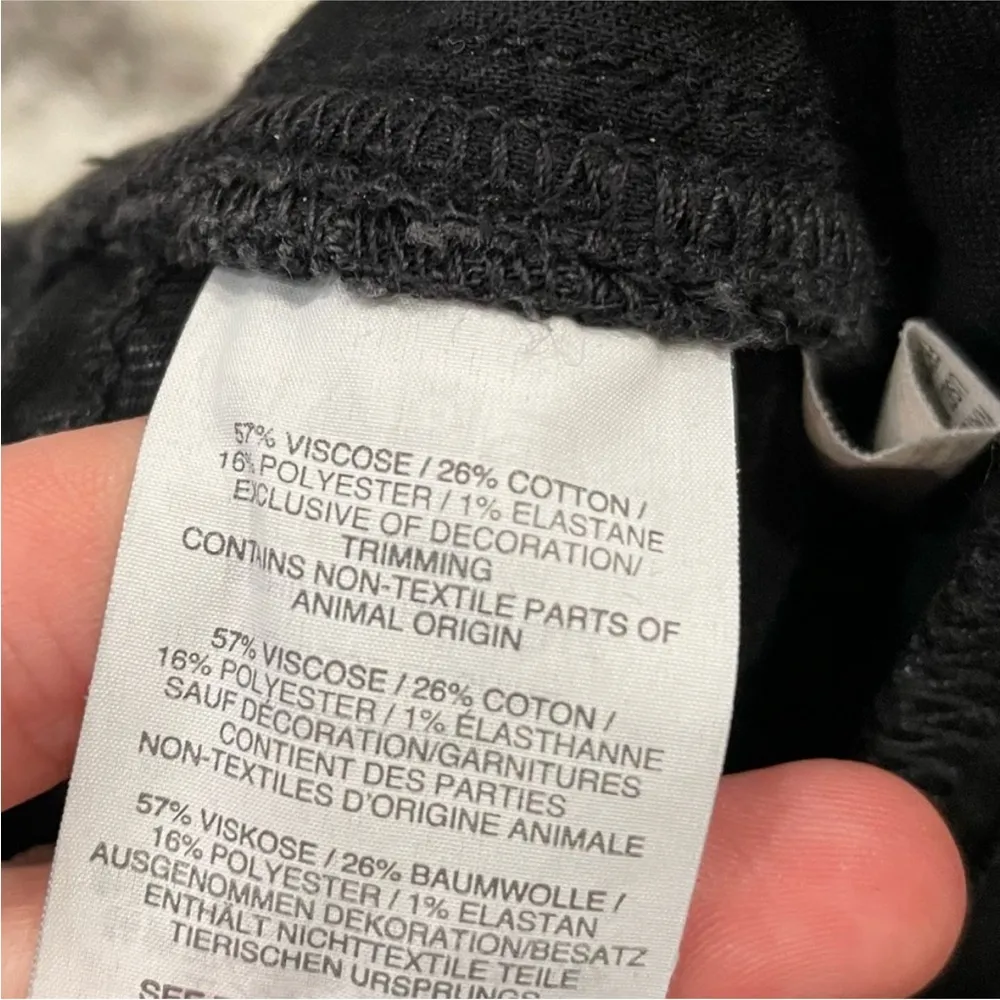 57% VISCOSE / 26% COTTON /
16% POLYESTER / 1% ELASTANE
EXCLUSIVE OF DECORATION/
TRIMMING
CONTAINS NON-TEXTILE PARTS OF
ANIMAL ORIGIN
57% VISCOSE / 26% COTON /
16% POLYESTER / 1% ÉLASTHANNE
SAUF DÉCORATION/GARNITURES
CONTIENT DES PARTIES
NON-TEXTILES D'ORIGINE ANIMALE
57% VISKOSE / 26% BAUMWOLLE /
16% POLYESTER / 1% ELASTAN
AUSGENOMMEN DEKORATION/BESATZ
ENTHÄLT NICHTTEXTILE TEILE
TIERISCHEN URSPRUNGS